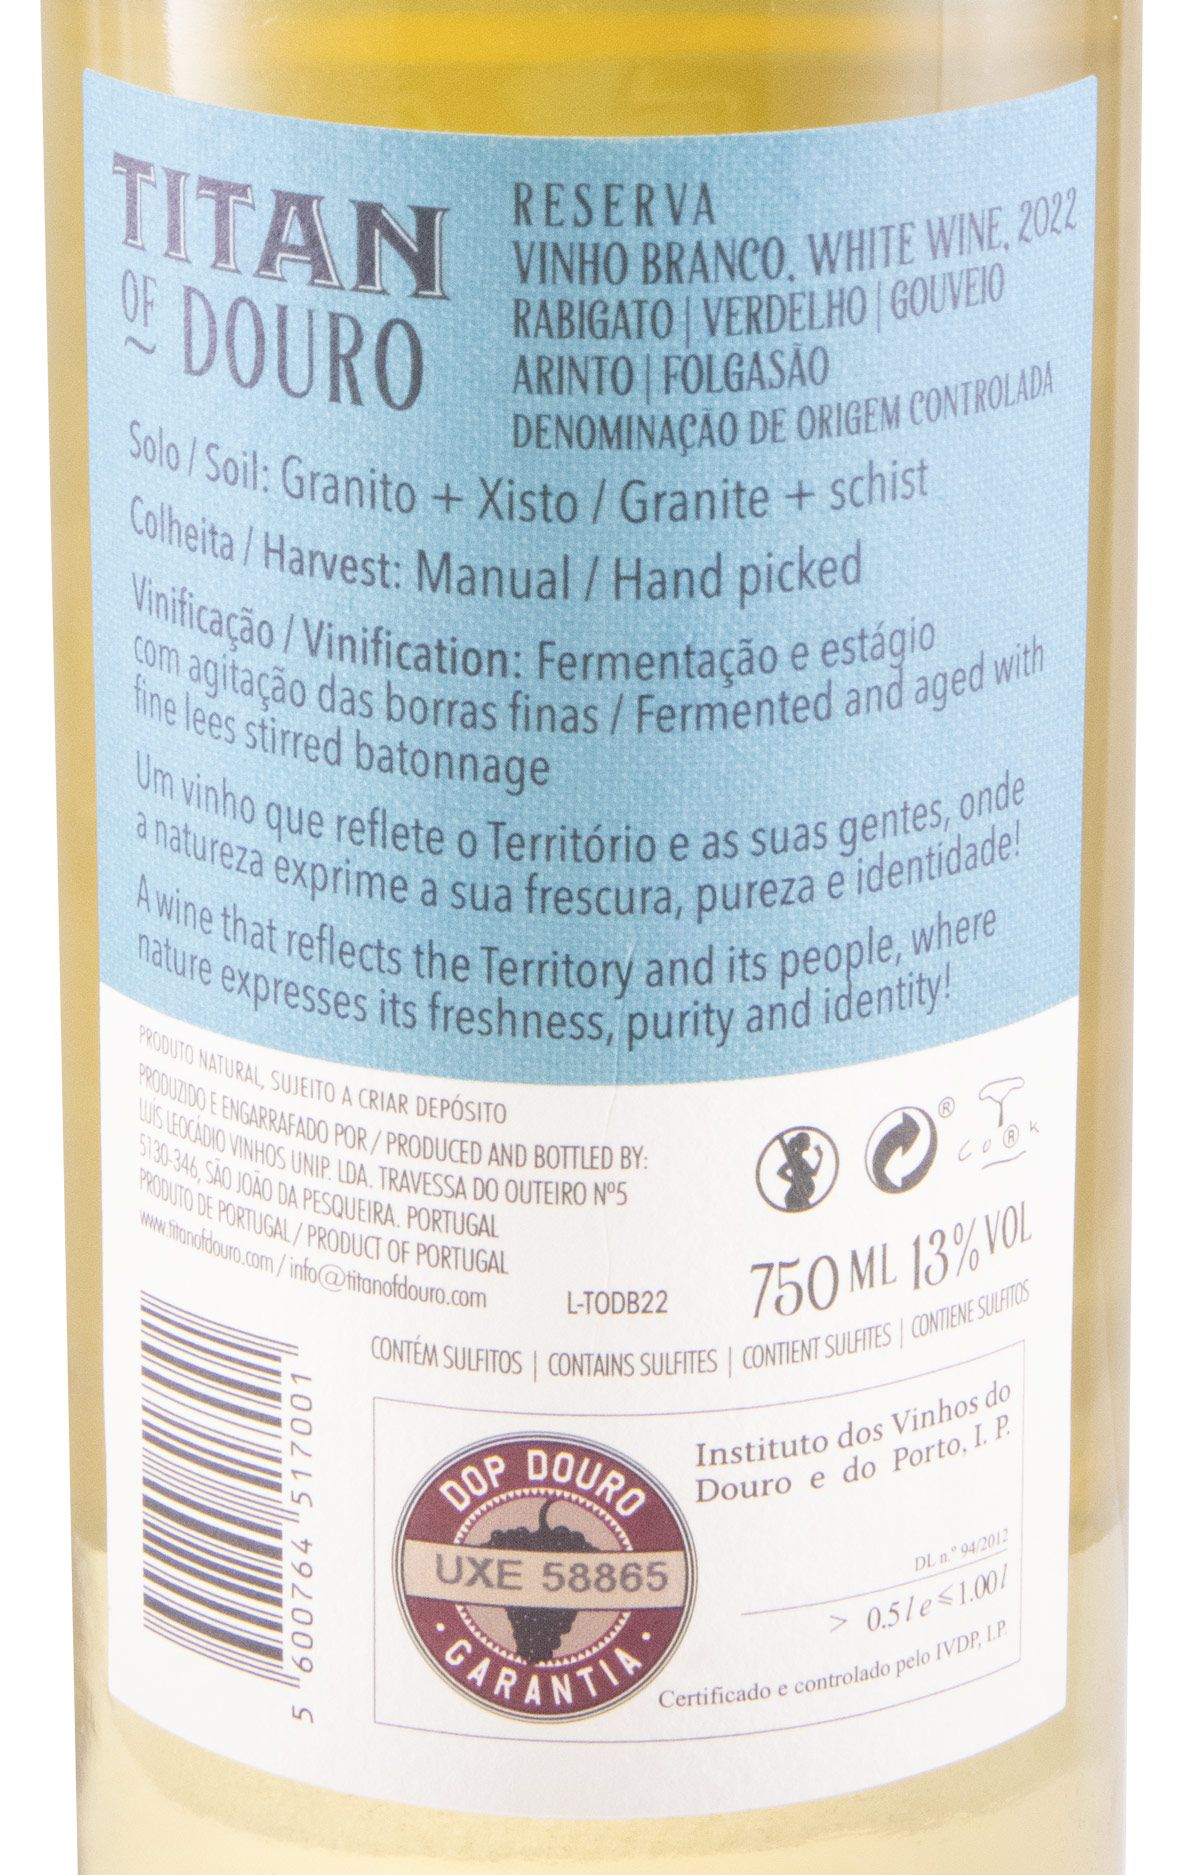 TITAN
OF
DOURO
RESERVA
VINHO BRANCO. WHITE WINE. 2022
RABIGATO | VERDELHO | GOUVEIO
ARINTO | FOLGASÃO
DENOMINAÇÃO DE ORIGEM CONTROLADA
Solo / Soil: Granito + Xisto / Granite + schist
Colheita / Harvest: Manual / Hand picked
Vinificação / Vinification: Fermentação e estágio
com agitação das borras finas / Fermented and aged with
fine lees stirred batonnage
Um vinho que reflete o Território e as suas gentes, onde
a natureza exprime a sua frescura, pureza e identidade!
A wine that reflects the Territory and its people, where
nature expresses its freshness, purity and identity!
PRODUTO NATURAL, SUJEITO A CRIAR DEPÓSITO
PRODUZIDO E ENGARRAFADO POR / PRODUCED AND BOTTLED BY:
LUÍS LEOCÁDIO VINHOS UNIP. LDA. TRAVESSA DO OUTEIRO Nº5
5130-346, SÃO JOÃO DA PESQUEIRA. PORTUGAL
PRODUTO DE PORTUGAL / PRODUCT OF PORTUGAL
www.titanofdouro.com / info@titanofdouro.com
L-TODB22
®
CO®K
750 ML 13% VOL
CONTÉM SULFITOS | CONTAINS SULFITES | CONTIENT SULFITES | CONTIENE SULFITOS
5 600764 517001
DOP DOURO
UXE 58865
• GARANTIA •
Instituto dos Vinhos do
Douro e do Porto, I. P.
DL n.º 94/2012
> 0.5 l e ≤ 1.00 l
Certificado e controlado pelo IVDP, I.P.